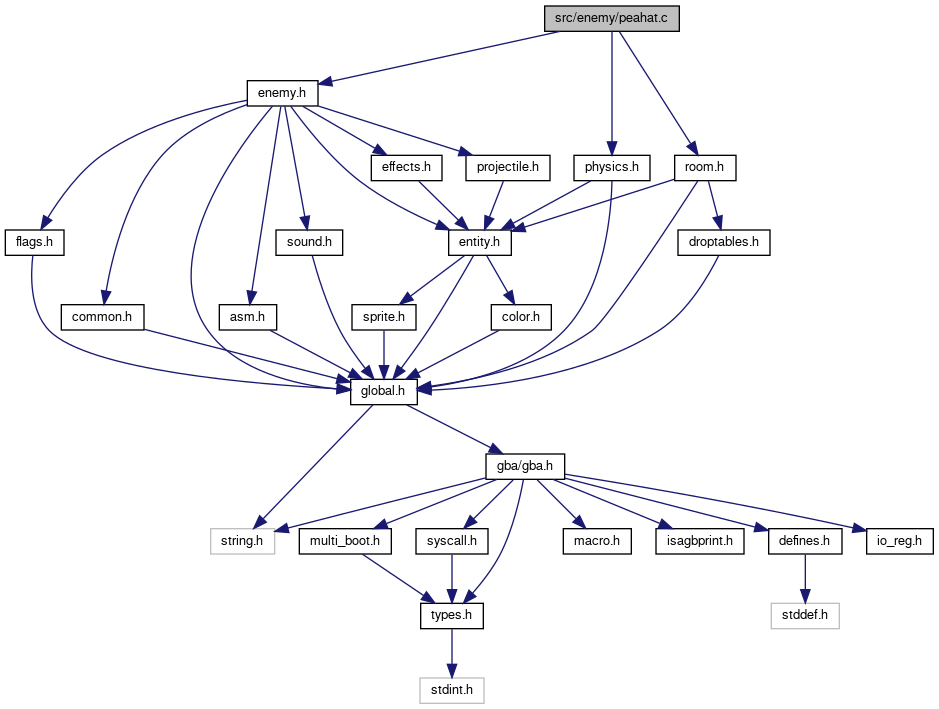 src/enemy/peahat.c
enemy.h
effects.h
projectile.h
physics.h
room.h
flags.h
sound.h
entity.h
droptables.h
common.h
asm.h
sprite.h
color.h
global.h
gba/gba.h
string.h
multi_boot.h
syscall.h
macro.h
isagbprint.h
defines.h
io_reg.h
types.h
stddef.h
stdint.h